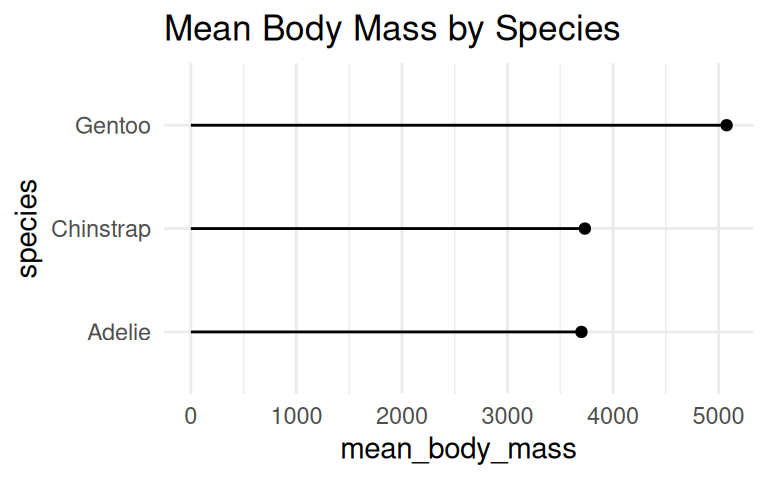 Mean Body Mass by Species
species
Gentoo
Chinstrap
Adelie
0 1000 2000 3000 4000 5000
mean_body_mass